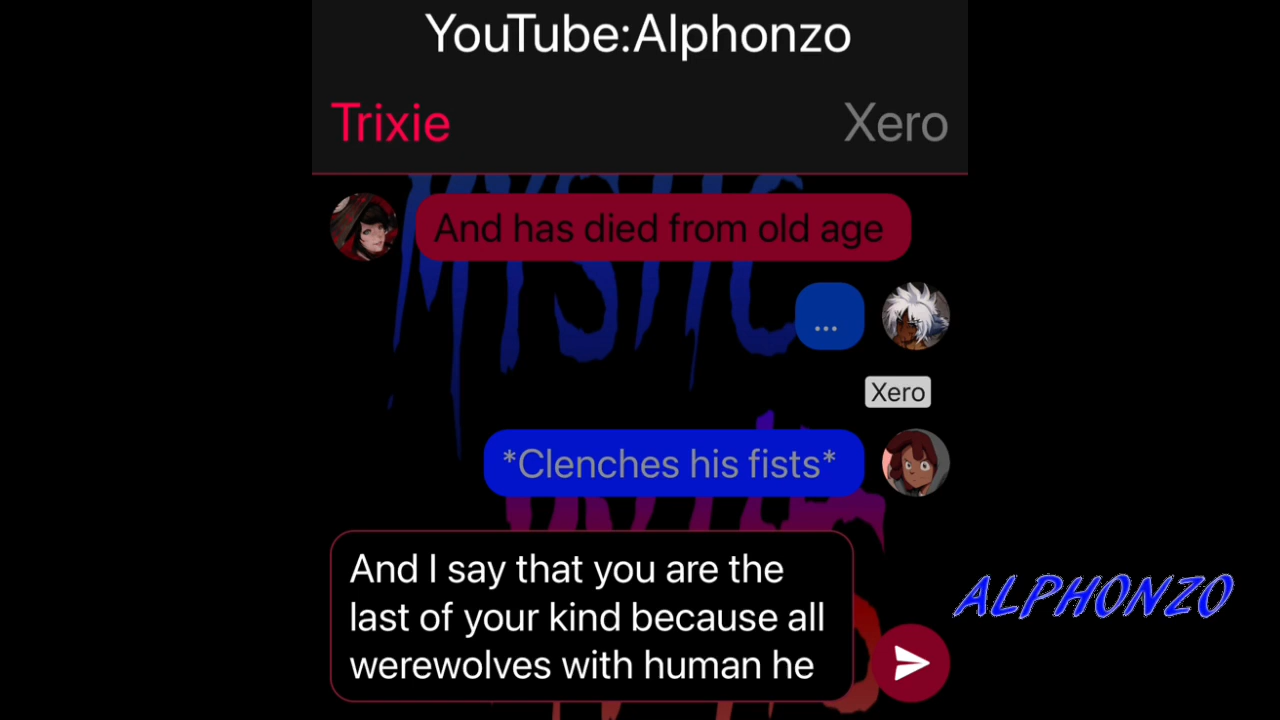 YouTube:Alphonzo
Trixie
Xero
MYSTIC
And has died from old age
...
Xero
*Clenches his fists*
And I say that you are the
last of your kind because all
werewolves with human he
ALPHONZO